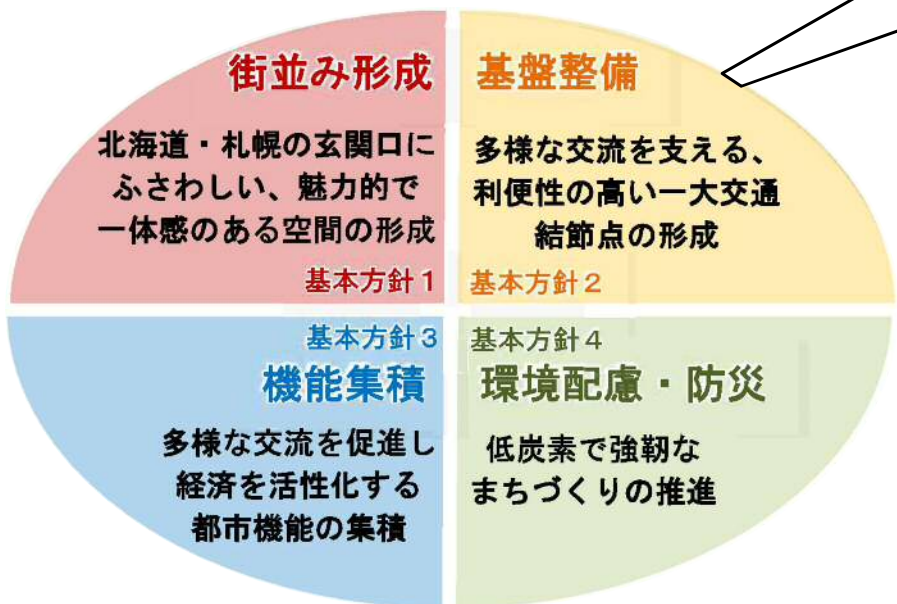 街並み形成
北海道・札幌の玄関口に
ふさわしい、魅力的で
一体感のある空間の形成
基本方針1
基盤整備
多様な交流を支える、
利便性の高い一大交通
結節点の形成
基本方針2
基本方針3
機能集積
多様な交流を促進し
経済を活性化する
都市機能の集積
基本方針4
環境配慮・防災
低炭素で強靭な
まちづくりの推進